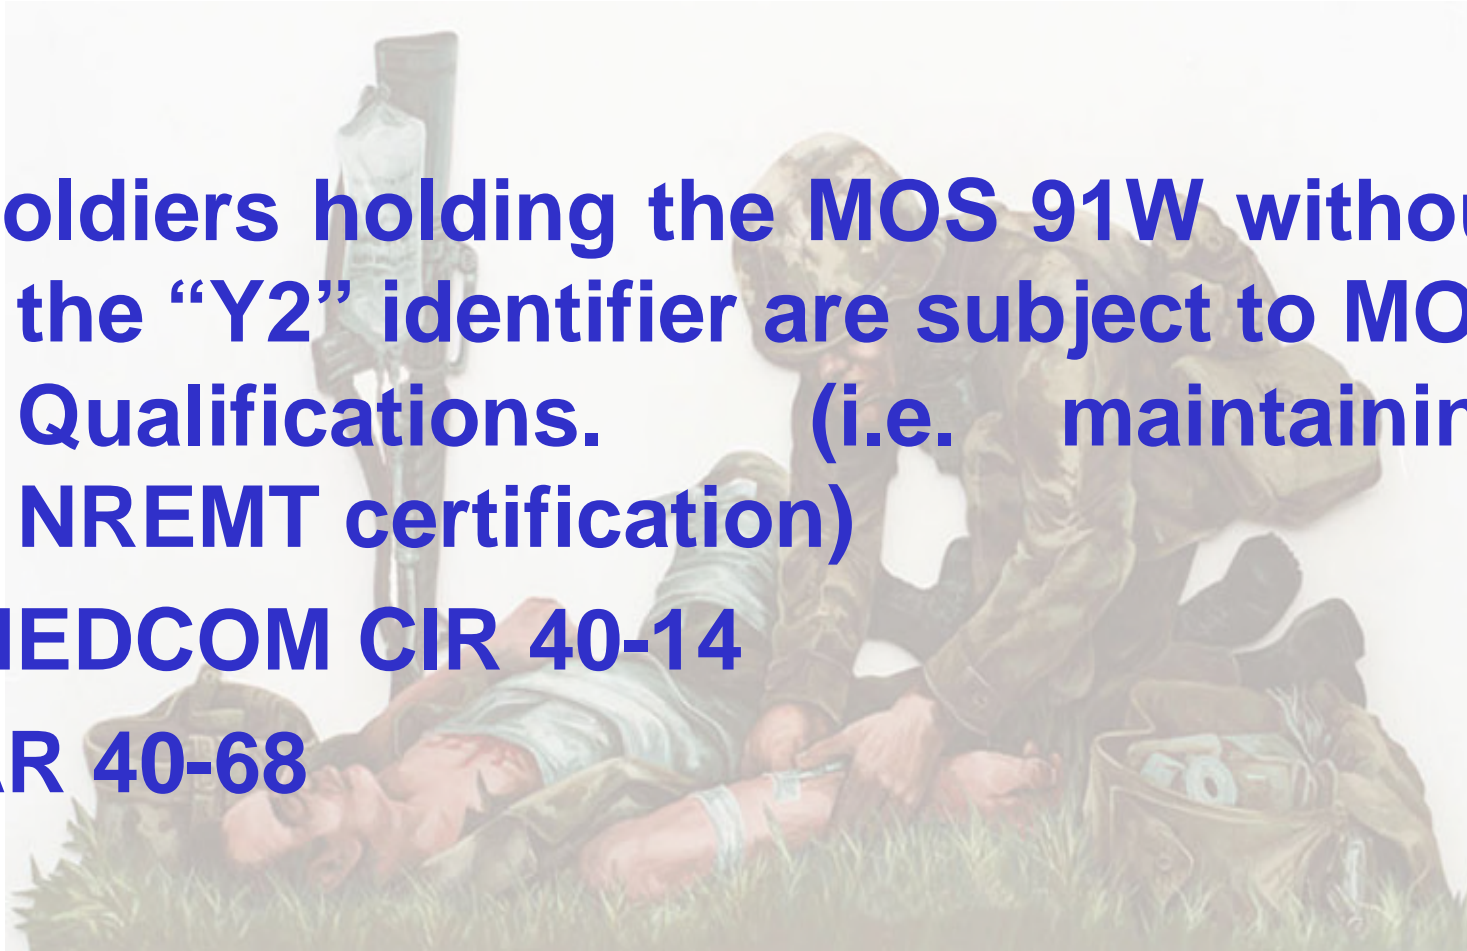 oldiers holding the MOS 91W withou
the “Y2” identifier are subject to MO
Qualifications. (i.e. maintainin
NREMT certification)
EDCOM CIR 40-14
R 40-68